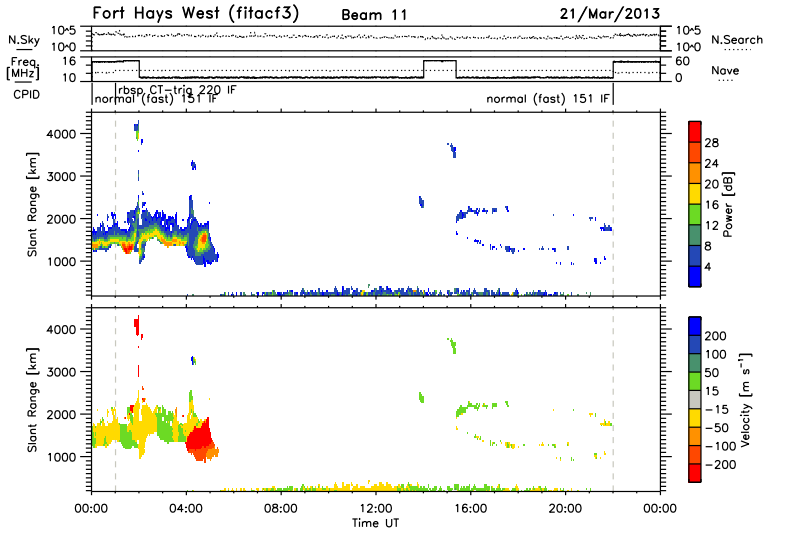 Fort Hays West (fitacf3) Beam 11 21/Mar/2013
N.Sky 10^5 10^0 10^5 10^0 N.Search
Freq. [MHz] 16 10 60 0 Nave
CPID rbsp CT-trig 220 IF
normal (fast) 151 IF normal (fast) 151 IF
Slant Range [km]
4000
3000
2000
1000
28
24
20
16
12
8
4
Power [dB]
Slant Range [km]
4000
3000
2000
1000
200
100
50
15
-15
-50
-100
-200
Velocity [m s^-1]
00:00 04:00 08:00 12:00 16:00 20:00 00:00
Time UT